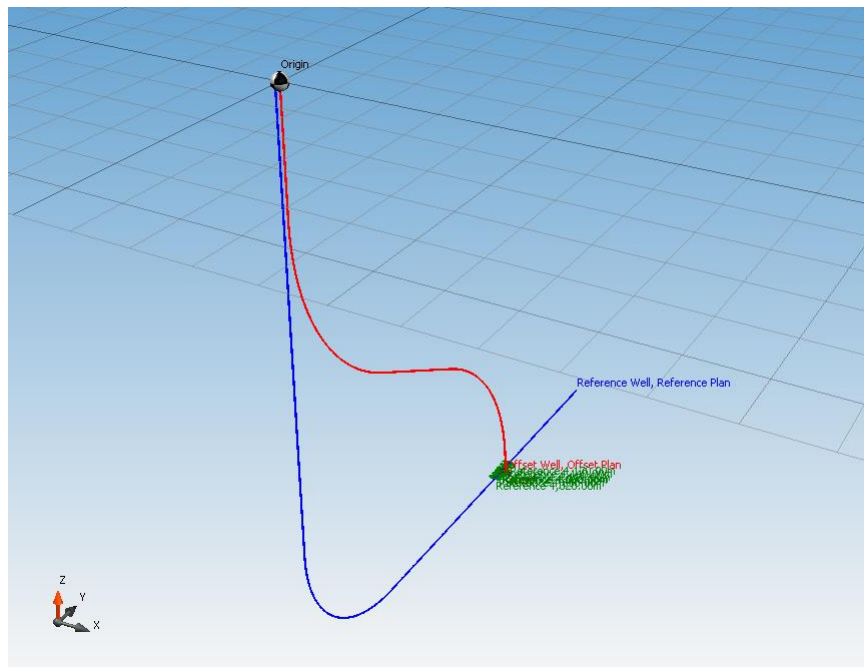 Origin
Reference Well, Reference Plan
Offset Well, Offset Plan
Z
Y
X